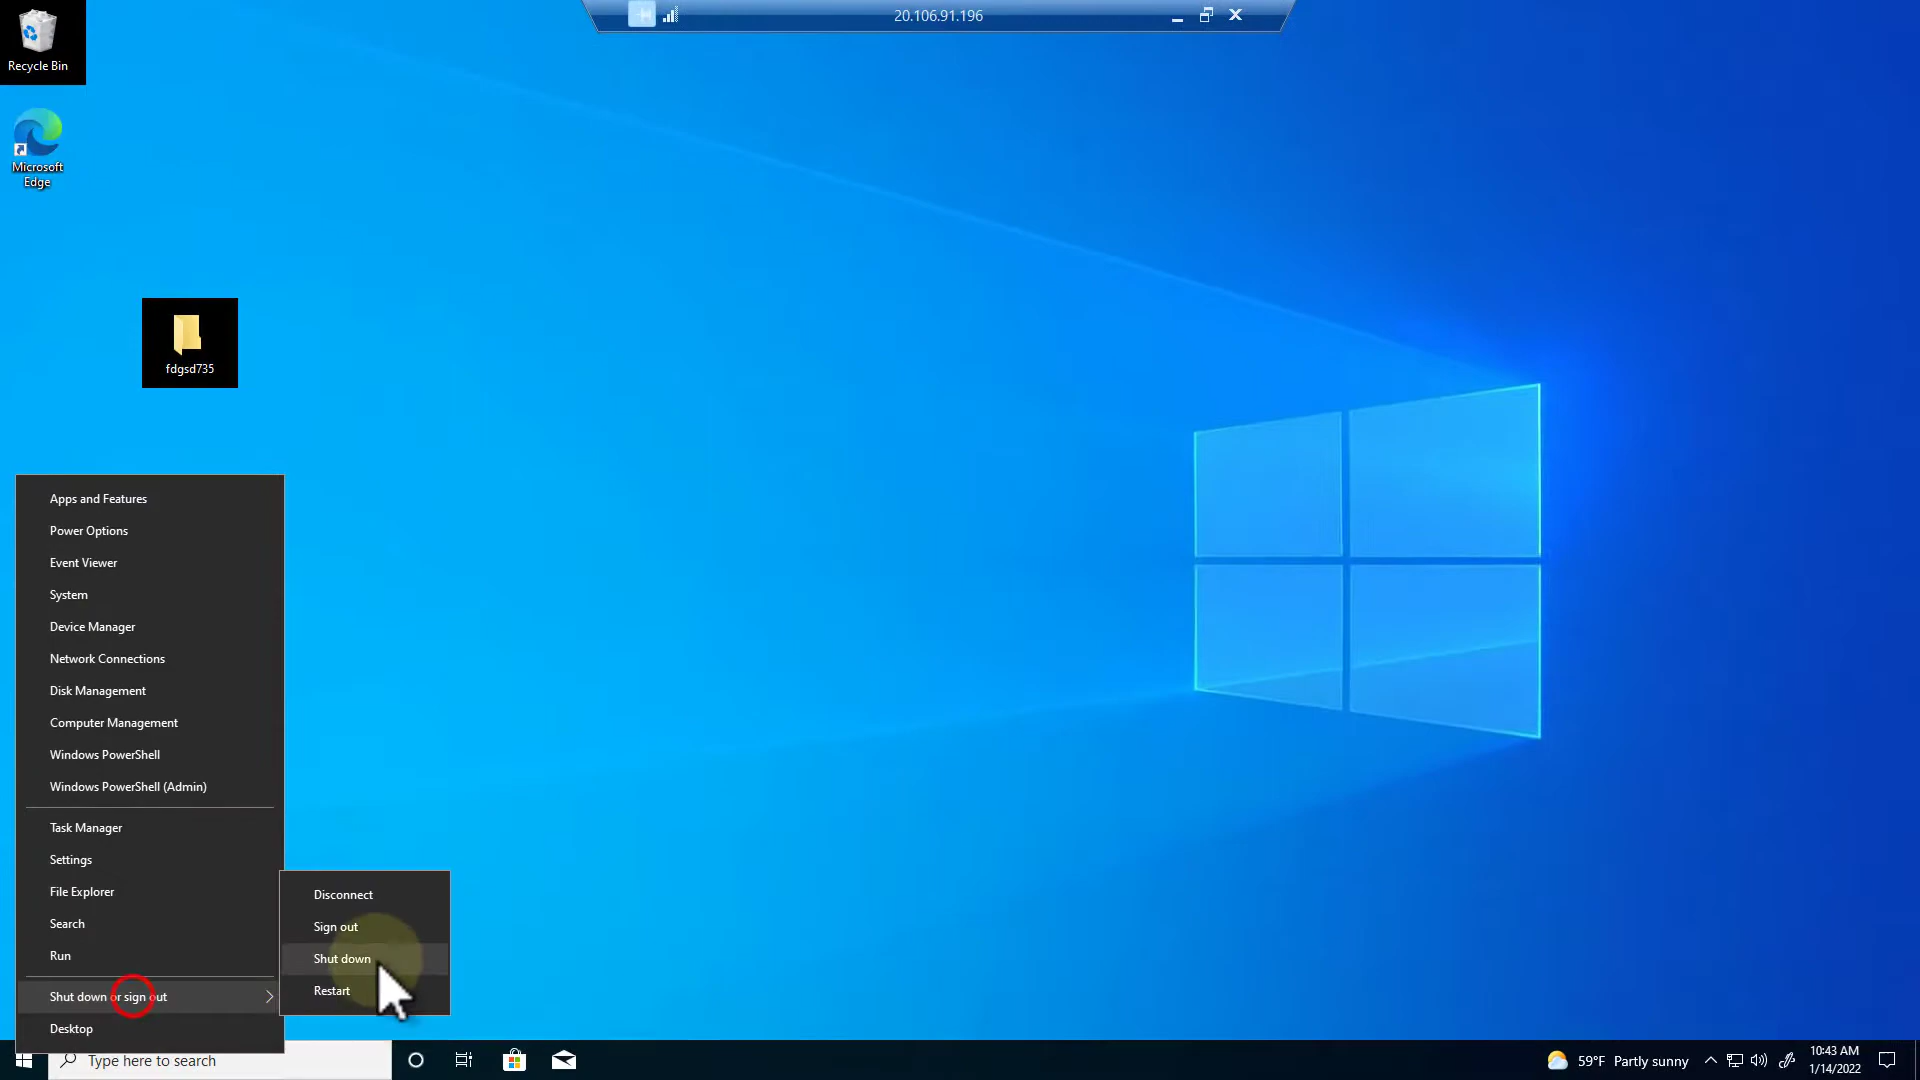 20.106.91.196
Recycle Bin
Microsoft
Edge
fdgsd735
Apps and Features
Power Options
Event Viewer
System
Device Manager
Network Connections
Disk Management
Computer Management
Windows PowerShell
Windows PowerShell (Admin)
Task Manager
Settings
File Explorer
Search
Run
Shut down or sign out
Desktop
Disconnect
Sign out
Shut down
Restart
Type here to search
59°F Partly sunny
10:43 AM
1/14/2022